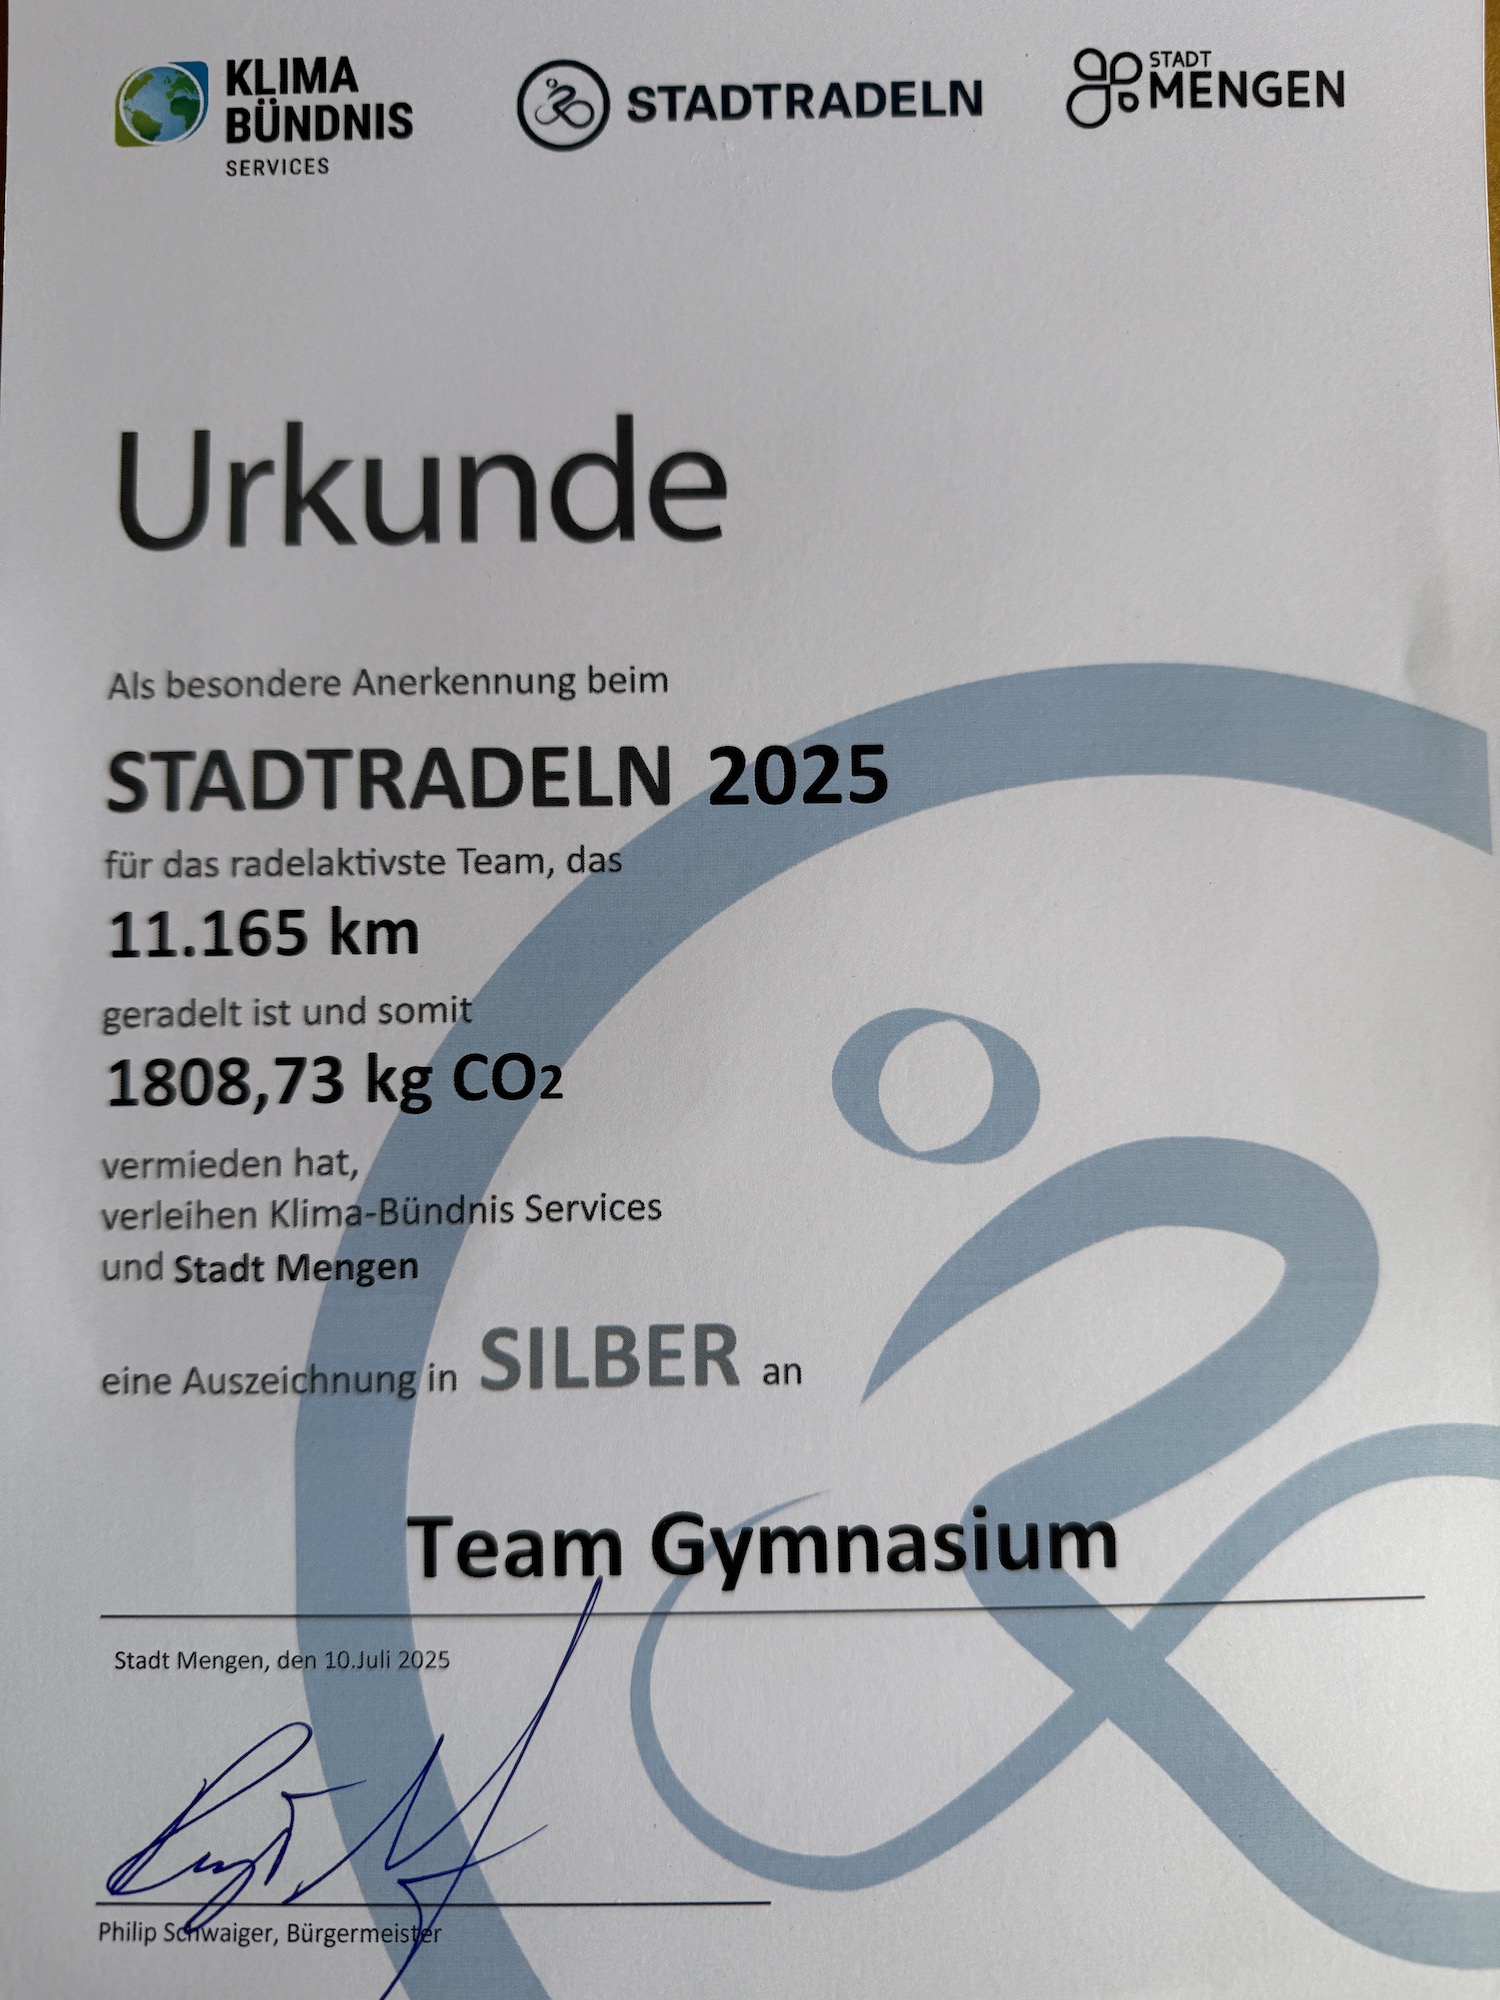 KLIMA
BÜNDNIS
SERVICES
STADTRADELN
STADT
MENGEN
Urkunde
Als besondere Anerkennung beim
STADTRADELN 2025
für das radelaktivste Team, das
11.165 km
geradelt ist und somit
1808,73 kg CO2
vermieden hat,
verleihen Klima-Bündnis Services
und Stadt Mengen
eine Auszeichnung in SILBER an
Team Gymnasium
Stadt Mengen, den 10.Juli 2025
Philip Schwaiger, Bürgermeister